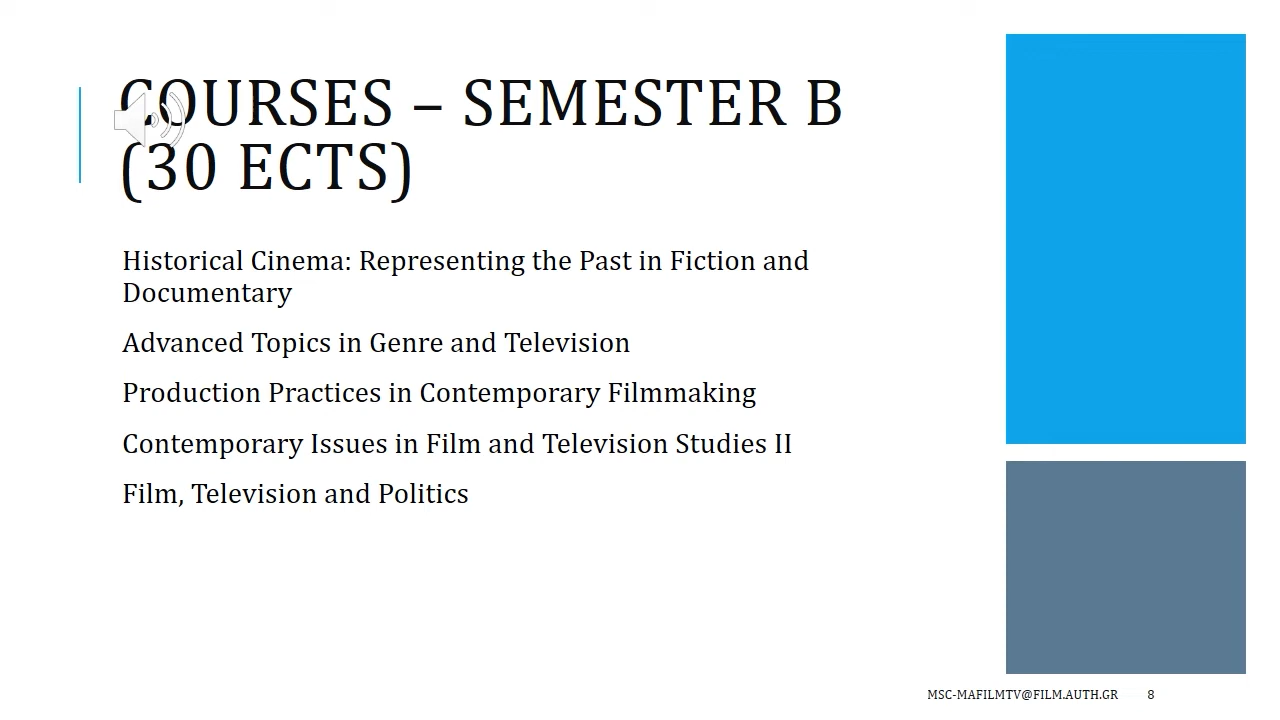 COURSES – SEMESTER B
(30 ECTS)
Historical Cinema: Representing the Past in Fiction and
Documentary
Advanced Topics in Genre and Television
Production Practices in Contemporary Filmmaking
Contemporary Issues in Film and Television Studies II
Film, Television and Politics
MSC-MAFILMTV@FILM.AUTH.GR 8